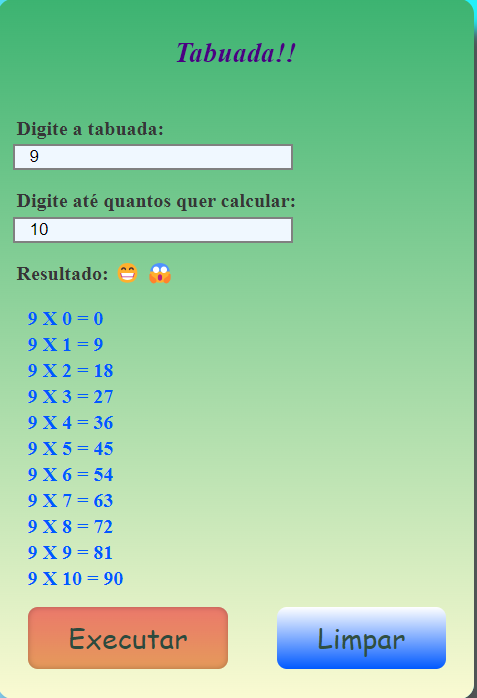 Tabuada!!
Digite a tabuada:
9
Digite até quantos quer calcular:
10
Resultado: 😁 😱
9 X 0 = 0
9 X 1 = 9
9 X 2 = 18
9 X 3 = 27
9 X 4 = 36
9 X 5 = 45
9 X 6 = 54
9 X 7 = 63
9 X 8 = 72
9 X 9 = 81
9 X 10 = 90
Executar Limpar